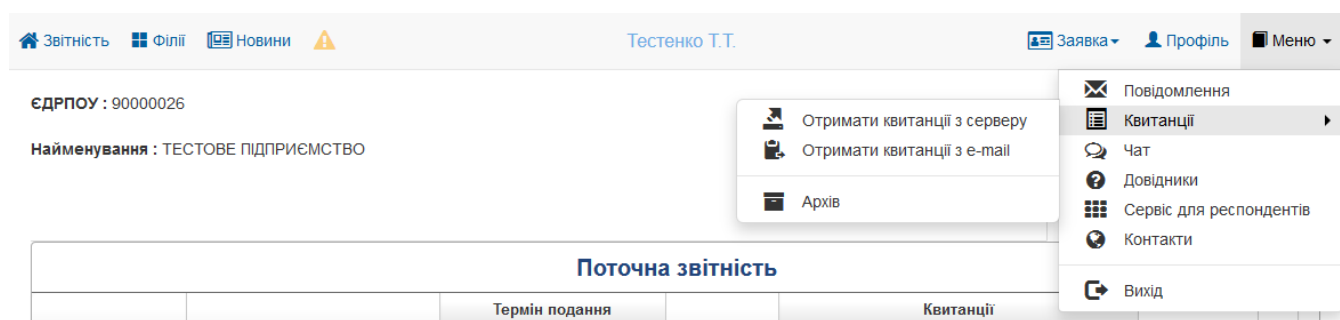 Звітність Філії Новини Тестенко Т.Т. Заявка Профіль Меню
ЄДРПОУ : 90000026
Найменування : ТЕСТОВЕ ПІДПРИЄМСТВО
Отримати квитанції з серверу
Отримати квитанції з e-mail
Архів
Повідомлення
Квитанції
Чат
Довідники
Сервіс для респондентів
Контакти
Вихід
Поточна звітність
Термін подання Квитанції